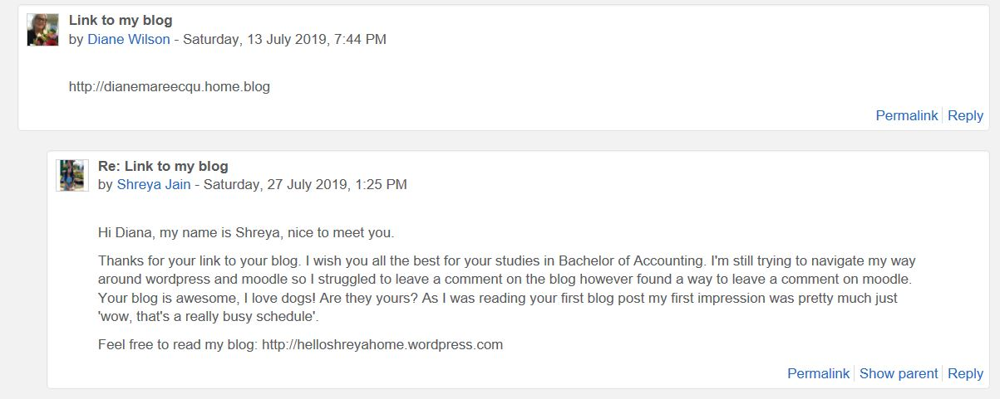 Link to my blog
by Diane Wilson - Saturday, 13 July 2019, 7:44 PM
http://dianemareecqu.home.blog
Permalink Reply
Re: Link to my blog
by Shreya Jain - Saturday, 27 July 2019, 1:25 PM
Hi Diana, my name is Shreya, nice to meet you.
Thanks for your link to your blog. I wish you all the best for your studies in Bachelor of Accounting. I'm still trying to navigate my way
around wordpress and moodle so I struggled to leave a comment on the blog however found a way to leave a comment on moodle.
Your blog is awesome, I love dogs! Are they yours? As I was reading your first blog post my first impression was pretty much just
'wow, that's a really busy schedule'.
Feel free to read my blog: http://helloshreyahome.wordpress.com
Permalink Show parent Reply